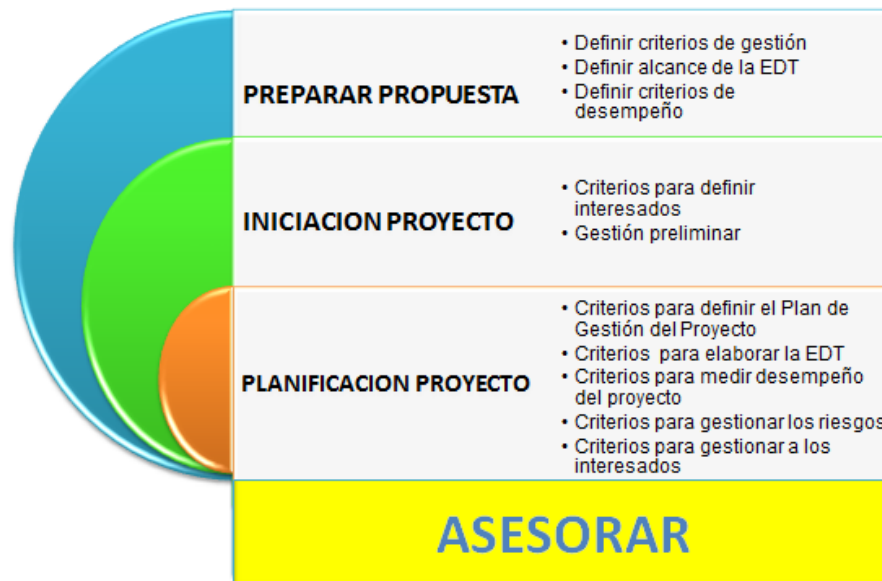 PREPARAR PROPUESTA
• Definir criterios de gestión
• Definir alcance de la EDT
• Definir criterios de
desempeño
INICIACION PROYECTO
• Criterios para definir
interesados
• Gestión preliminar
PLANIFICACION PROYECTO
• Criterios para definir el Plan de
Gestión del Proyecto
• Criterios para elaborar la EDT
• Criterios para medir desempeño
del proyecto
• Criterios para gestionar los riesgos
• Criterios para gestionar a los
interesados
ASESORAR